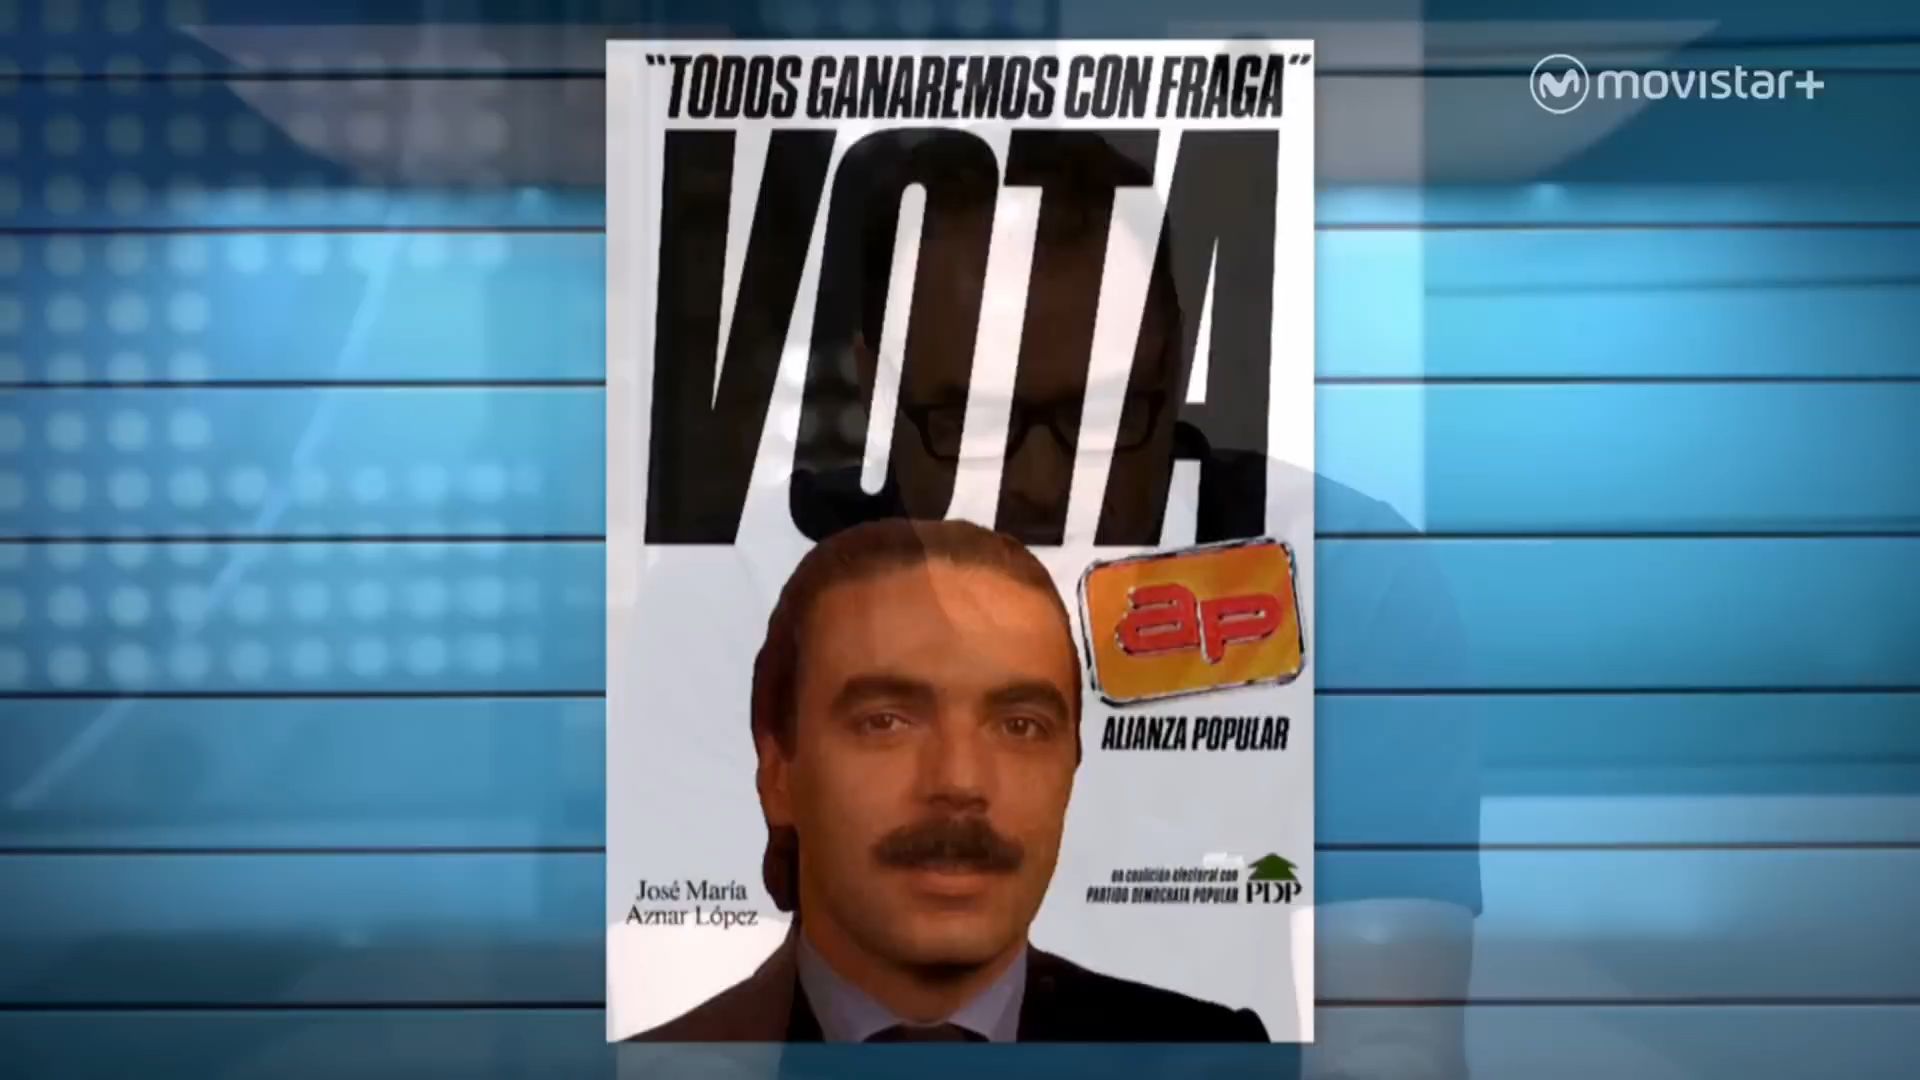 "TODOS GANAREMOS CON FRAGA"
VOTA
movistar+
ap
ALIANZA POPULAR
José María
Aznar López
en coalición electoral con
PARTIDO DEMOCRATA POPULAR PDP